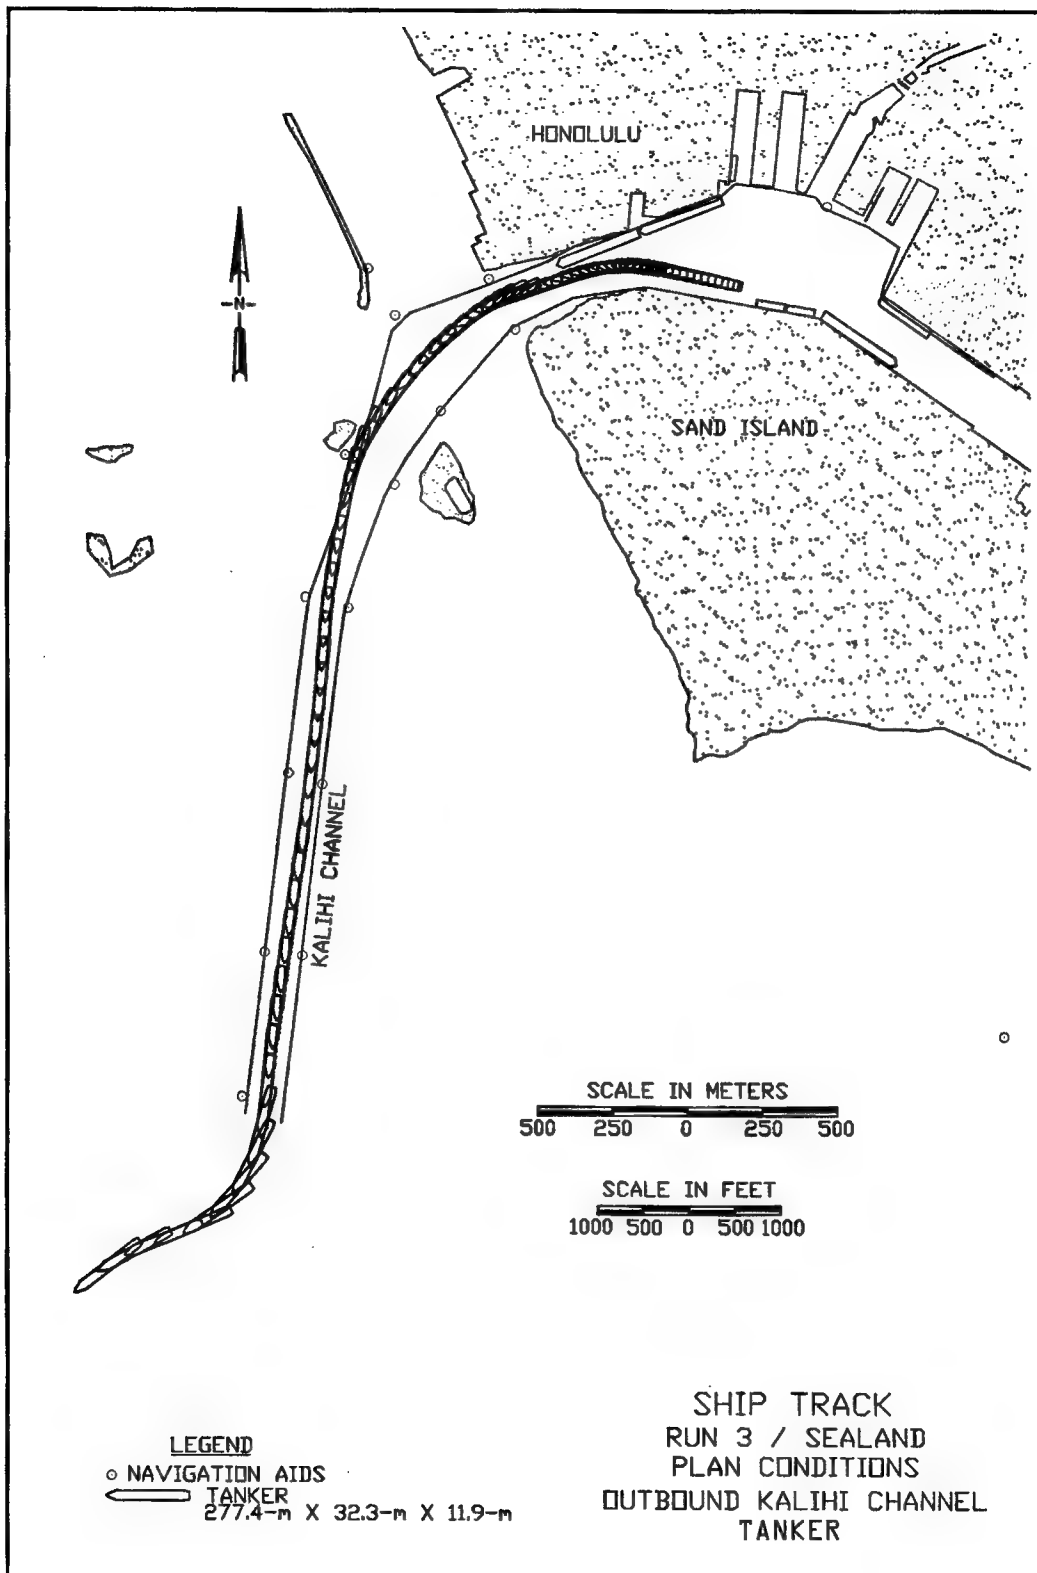 HONOLULU
-N-
SAND ISLAND
KALIHI CHANNEL
SCALE IN METERS
500 250 0 250 500
SCALE IN FEET
1000 500 0 500 1000
SHIP TRACK
RUN 3 / SEALAND
PLAN CONDITIONS
OUTBOUND KALIHI CHANNEL
TANKER
LEGEND
NAVIGATION AIDS
TANKER
277.4-m X 32.3-m X 11.9-m